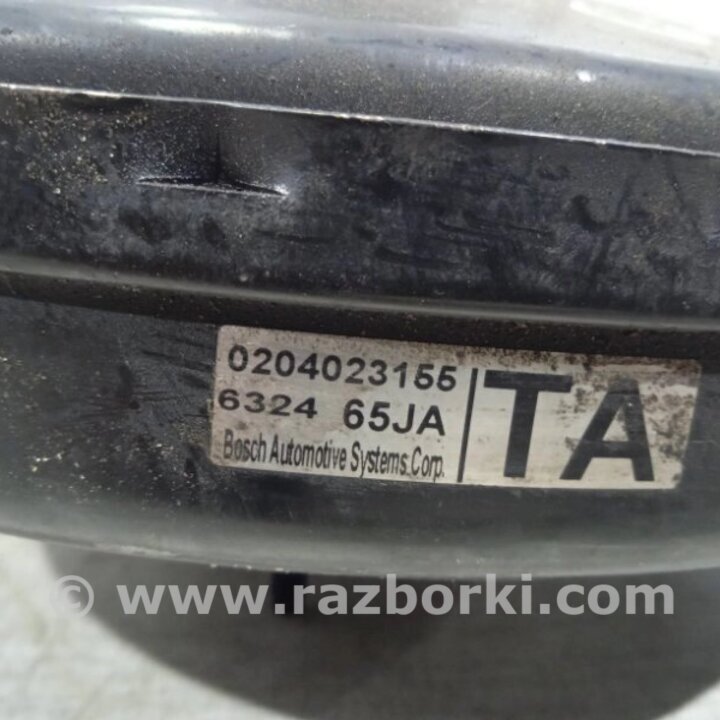 0204023155
6324 65JA
Bosch Automotive Systems Corp.
TA
© www.razborki.com